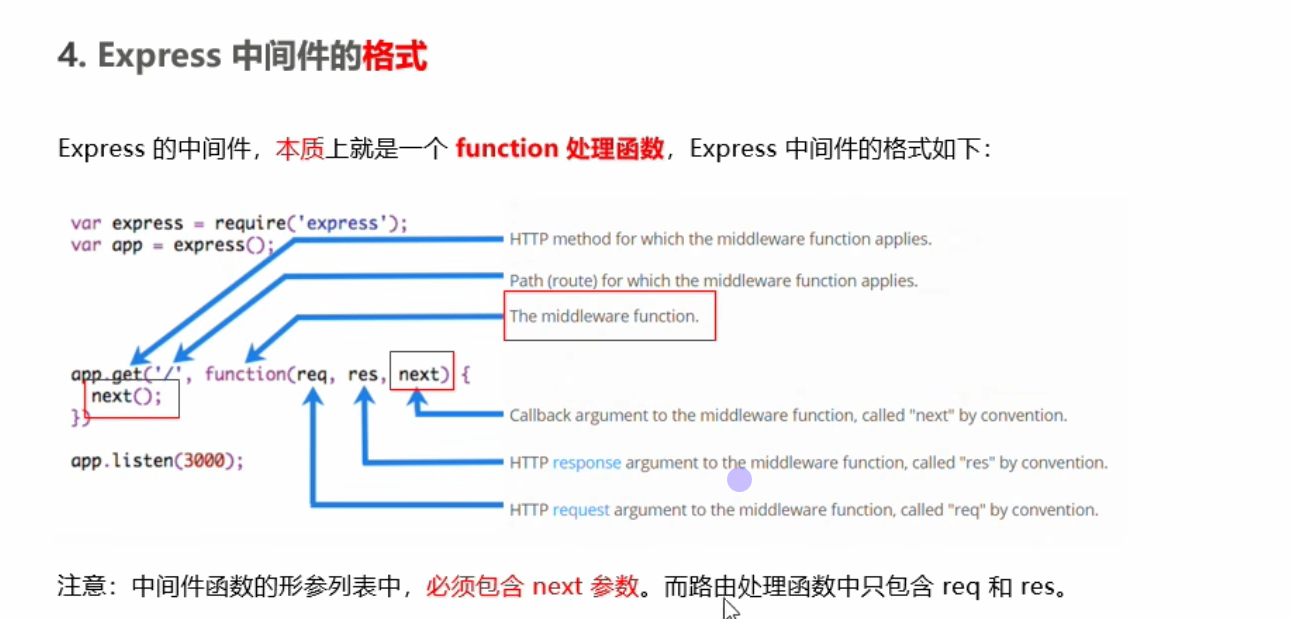 4. Express 中间件的格式
Express 的中间件，本质上就是一个 function 处理函数，Express 中间件的格式如下：
var express = require('express');
var app = express();
HTTP method for which the middleware function applies.
Path (route) for which the middleware function applies.
The middleware function.
app.get('/', function(req, res, next) {
next();
})
Callback argument to the middleware function, called "next" by convention.
app.listen(3000);
HTTP response argument to the middleware function, called "res" by convention.
HTTP request argument to the middleware function, called "req" by convention.
注意：中间件函数的形参列表中，必须包含 next 参数。而路由处理函数中只包含 req 和 res。